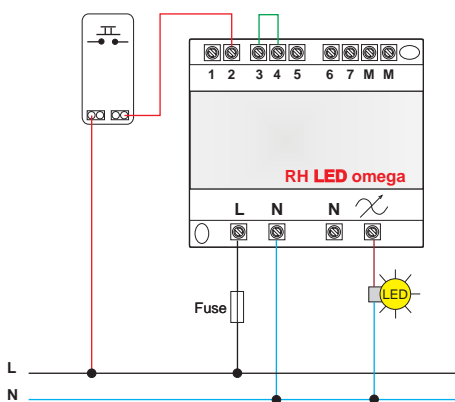 1 2 3 4 5 6 7 M M
RH LED omega
L N N
Fuse
LED
L
N